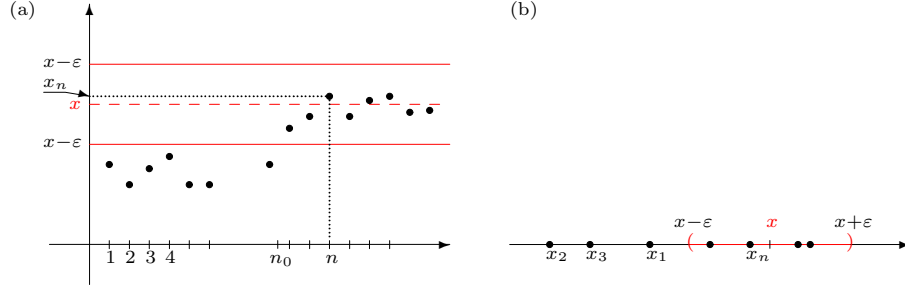 (a)
x−ε
x_n
x
x−ε
1 2 3 4 n_0 n
(b)
x−ε x x+ε
x_2 x_3 x_1 x_n